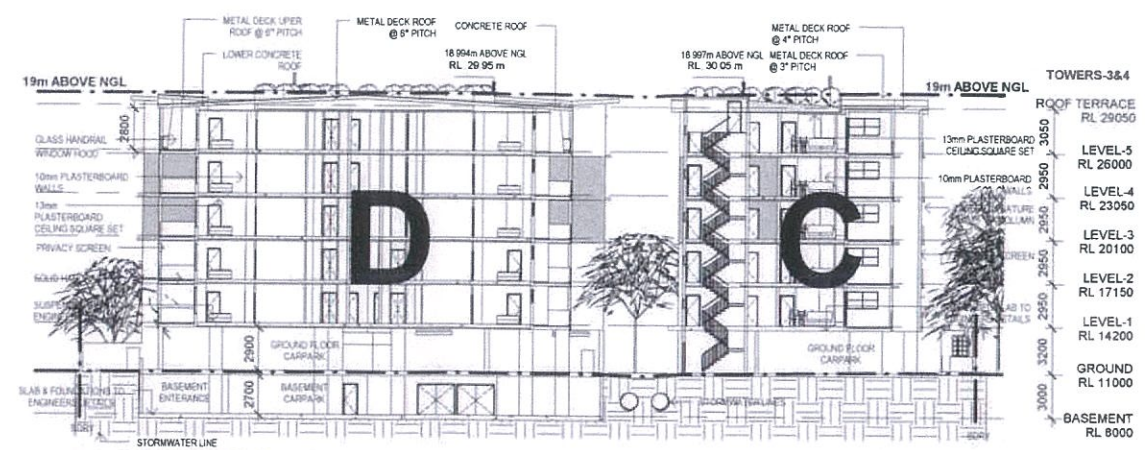 METAL DECK UPER
ROOF @ 6° PITCH
LOWER CONCRETE
ROOF
METAL DECK ROOF
@ 6° PITCH
CONCRETE ROOF
18 994m ABOVE NGL
RL 29 95 m
METAL DECK ROOF
@ 4° PITCH
18 997m ABOVE NGL
RL 30 05 m
METAL DECK ROOF
@ 3° PITCH
19m ABOVE NGL
19m ABOVE NGL
TOWERS-3&4
ROOF TERRACE
RL 29050
LEVEL-5
RL 26000
LEVEL-4
RL 23050
LEVEL-3
RL 20100
LEVEL-2
RL 17150
LEVEL-1
RL 14200
GROUND
RL 11000
BASEMENT
RL 8000
3050
2950
2950
2950
2950
3200
3000
2800
GLASS HANDRAIL
WINDOW HOOD
10mm PLASTERBOARD
WALLS
13mm
PLASTERBOARD
CEILING SQUARE SET
PRIVACY SCREEN
D
C
13mm PLASTERBOARD
CEILING SQUARE SET
10mm PLASTERBOARD
WALLS
2900
2700
GROUND FLOOR
CARPARK
GROUND FLOOR
CARPARK
SLAB & FOUNDATIONS TO
ENGINEERS DETAILS
BASEMENT
ENTERANCE
BASEMENT
CARPARK
STORMWATER LINES
BDRY
BDRY
STORMWATER LINE